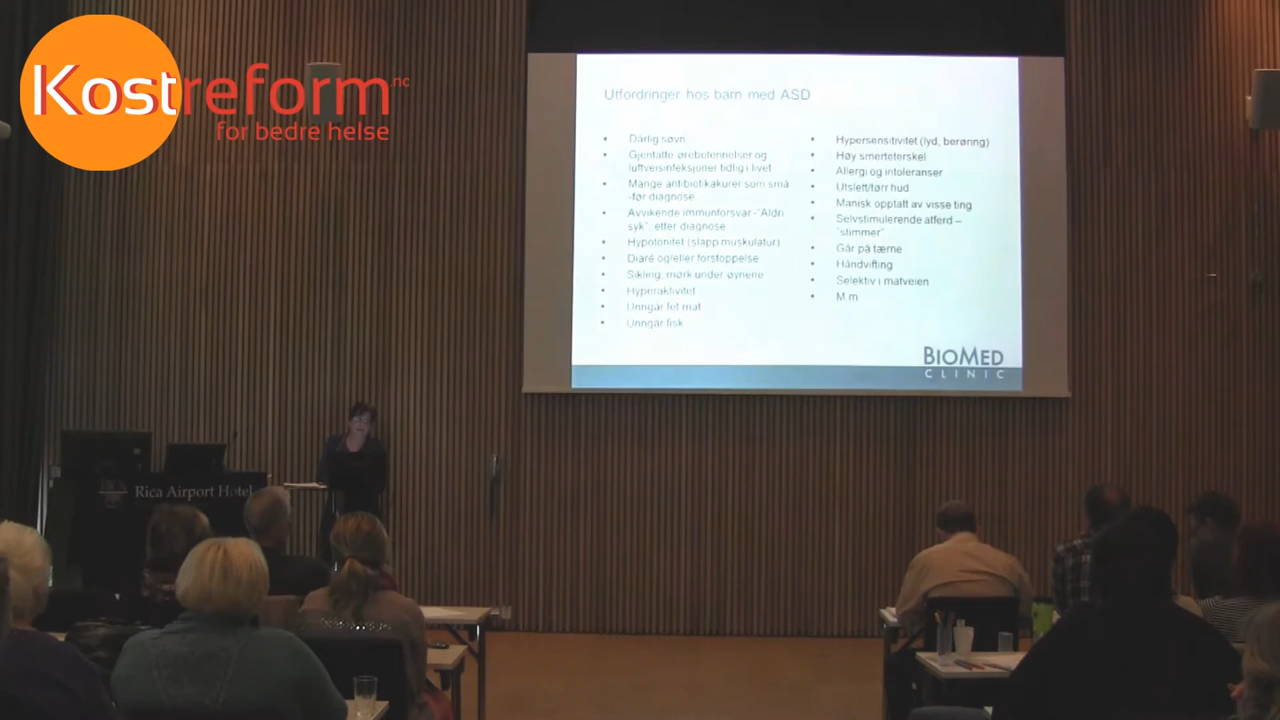 Kostreform.nc
for bedre helse
Utfordringer hos barn med ASD
Dårlig søvn
Gjentatte ørebetennelser og
luftveisinfeksjoner tidlig i livet
Mange antibiotikakurer som små
-før diagnose
Avvikende immunforsvar -"Aldri
syk", etter diagnose
Hypotonitet (slapp muskulatur)
Diaré og/eller forstoppelse
Sikling, mørk under øynene
Hyperaktivitet
Unngår fet mat
Unngår fisk
Hypersensitivitet (lyd, berøring)
Høy smerteterskel
Allergi og intoleranser
Utslett/tørr hud
Manisk opptatt av visse ting
Selvstimulerende atferd –
"stimmer"
Går på tærne
Håndvifting
Selektiv i matveien
M m
BIOMED
CLINIC
Rica Airport Hotel